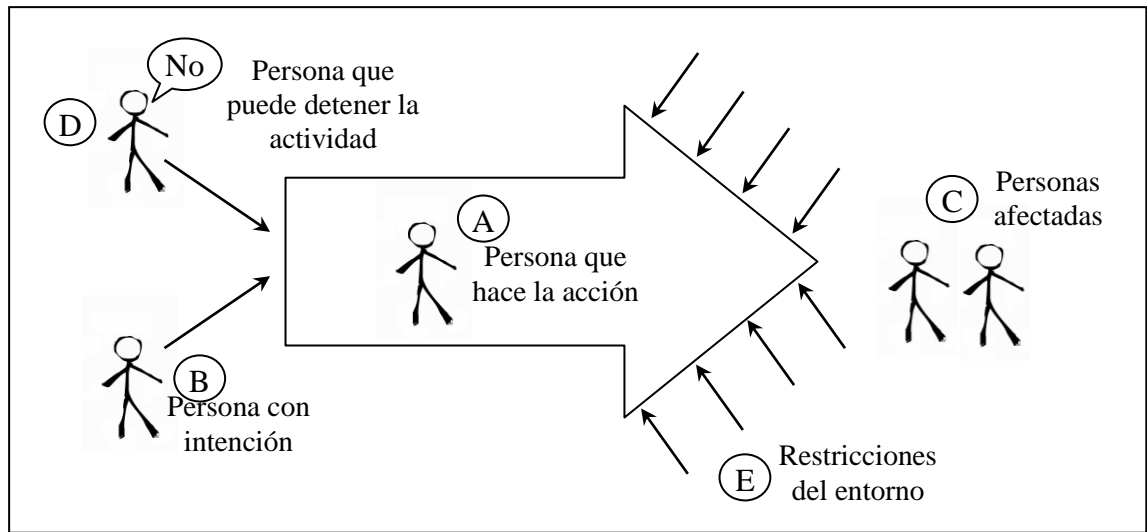 No
D
Persona que
puede detener la
actividad
A
Persona que
hace la acción
C
Personas
afectadas
B
Persona con
intención
E
Restricciones
del entorno